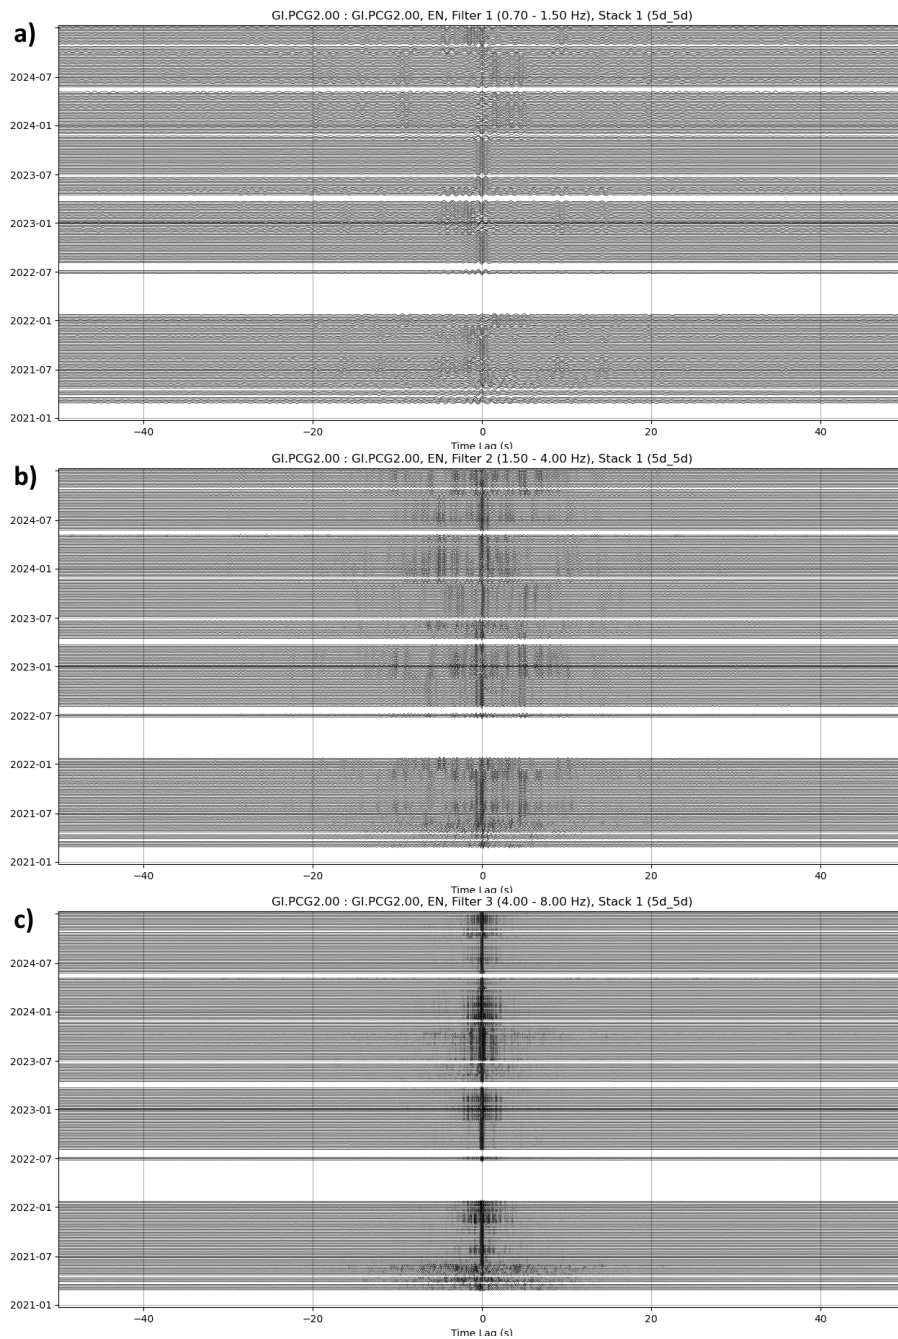 GI.PCG2.00 : GI.PCG2.00, EN, Filter 1 (0.70 - 1.50 Hz), Stack 1 (5d_5d)
a)
2024-07
2024-01
2023-07
2023-01
2022-07
2022-01
2021-07
2021-01
−40 −20 0 20 40
Time Lag (s)
GI.PCG2.00 : GI.PCG2.00, EN, Filter 2 (1.50 - 4.00 Hz), Stack 1 (5d_5d)
b)
2024-07
2024-01
2023-07
2023-01
2022-07
2022-01
2021-07
2021-01
−40 −20 0 20 40
Time Lag (s)
GI.PCG2.00 : GI.PCG2.00, EN, Filter 3 (4.00 - 8.00 Hz), Stack 1 (5d_5d)
c)
2024-07
2024-01
2023-07
2023-01
2022-07
2022-01
2021-07
2021-01
−40 −20 0 20 40
Time Lag (s)